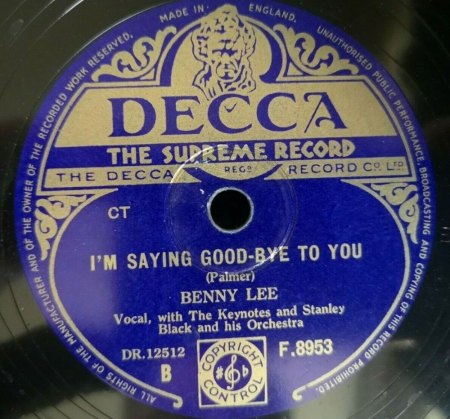 MADE IN ENGLAND.
ALL RIGHTS OF THE MANUFACTURER AND OF THE OWNER OF THE RECORDED WORK RESERVED.
UNAUTHORISED PUBLIC PERFORMANCE, BROADCASTING AND COPYING OF THIS RECORD PROHIBITED.
DECCA
THE SUPREME RECORD
THE DECCA REGD RECORD CO. LTD.
CT
I'M SAYING GOOD-BYE TO YOU
(Palmer)
BENNY LEE
Vocal, with The Keynotes and Stanley
Black and his Orchestra
DR.12512 F.8953
B
COPYRIGHT
CONTROL